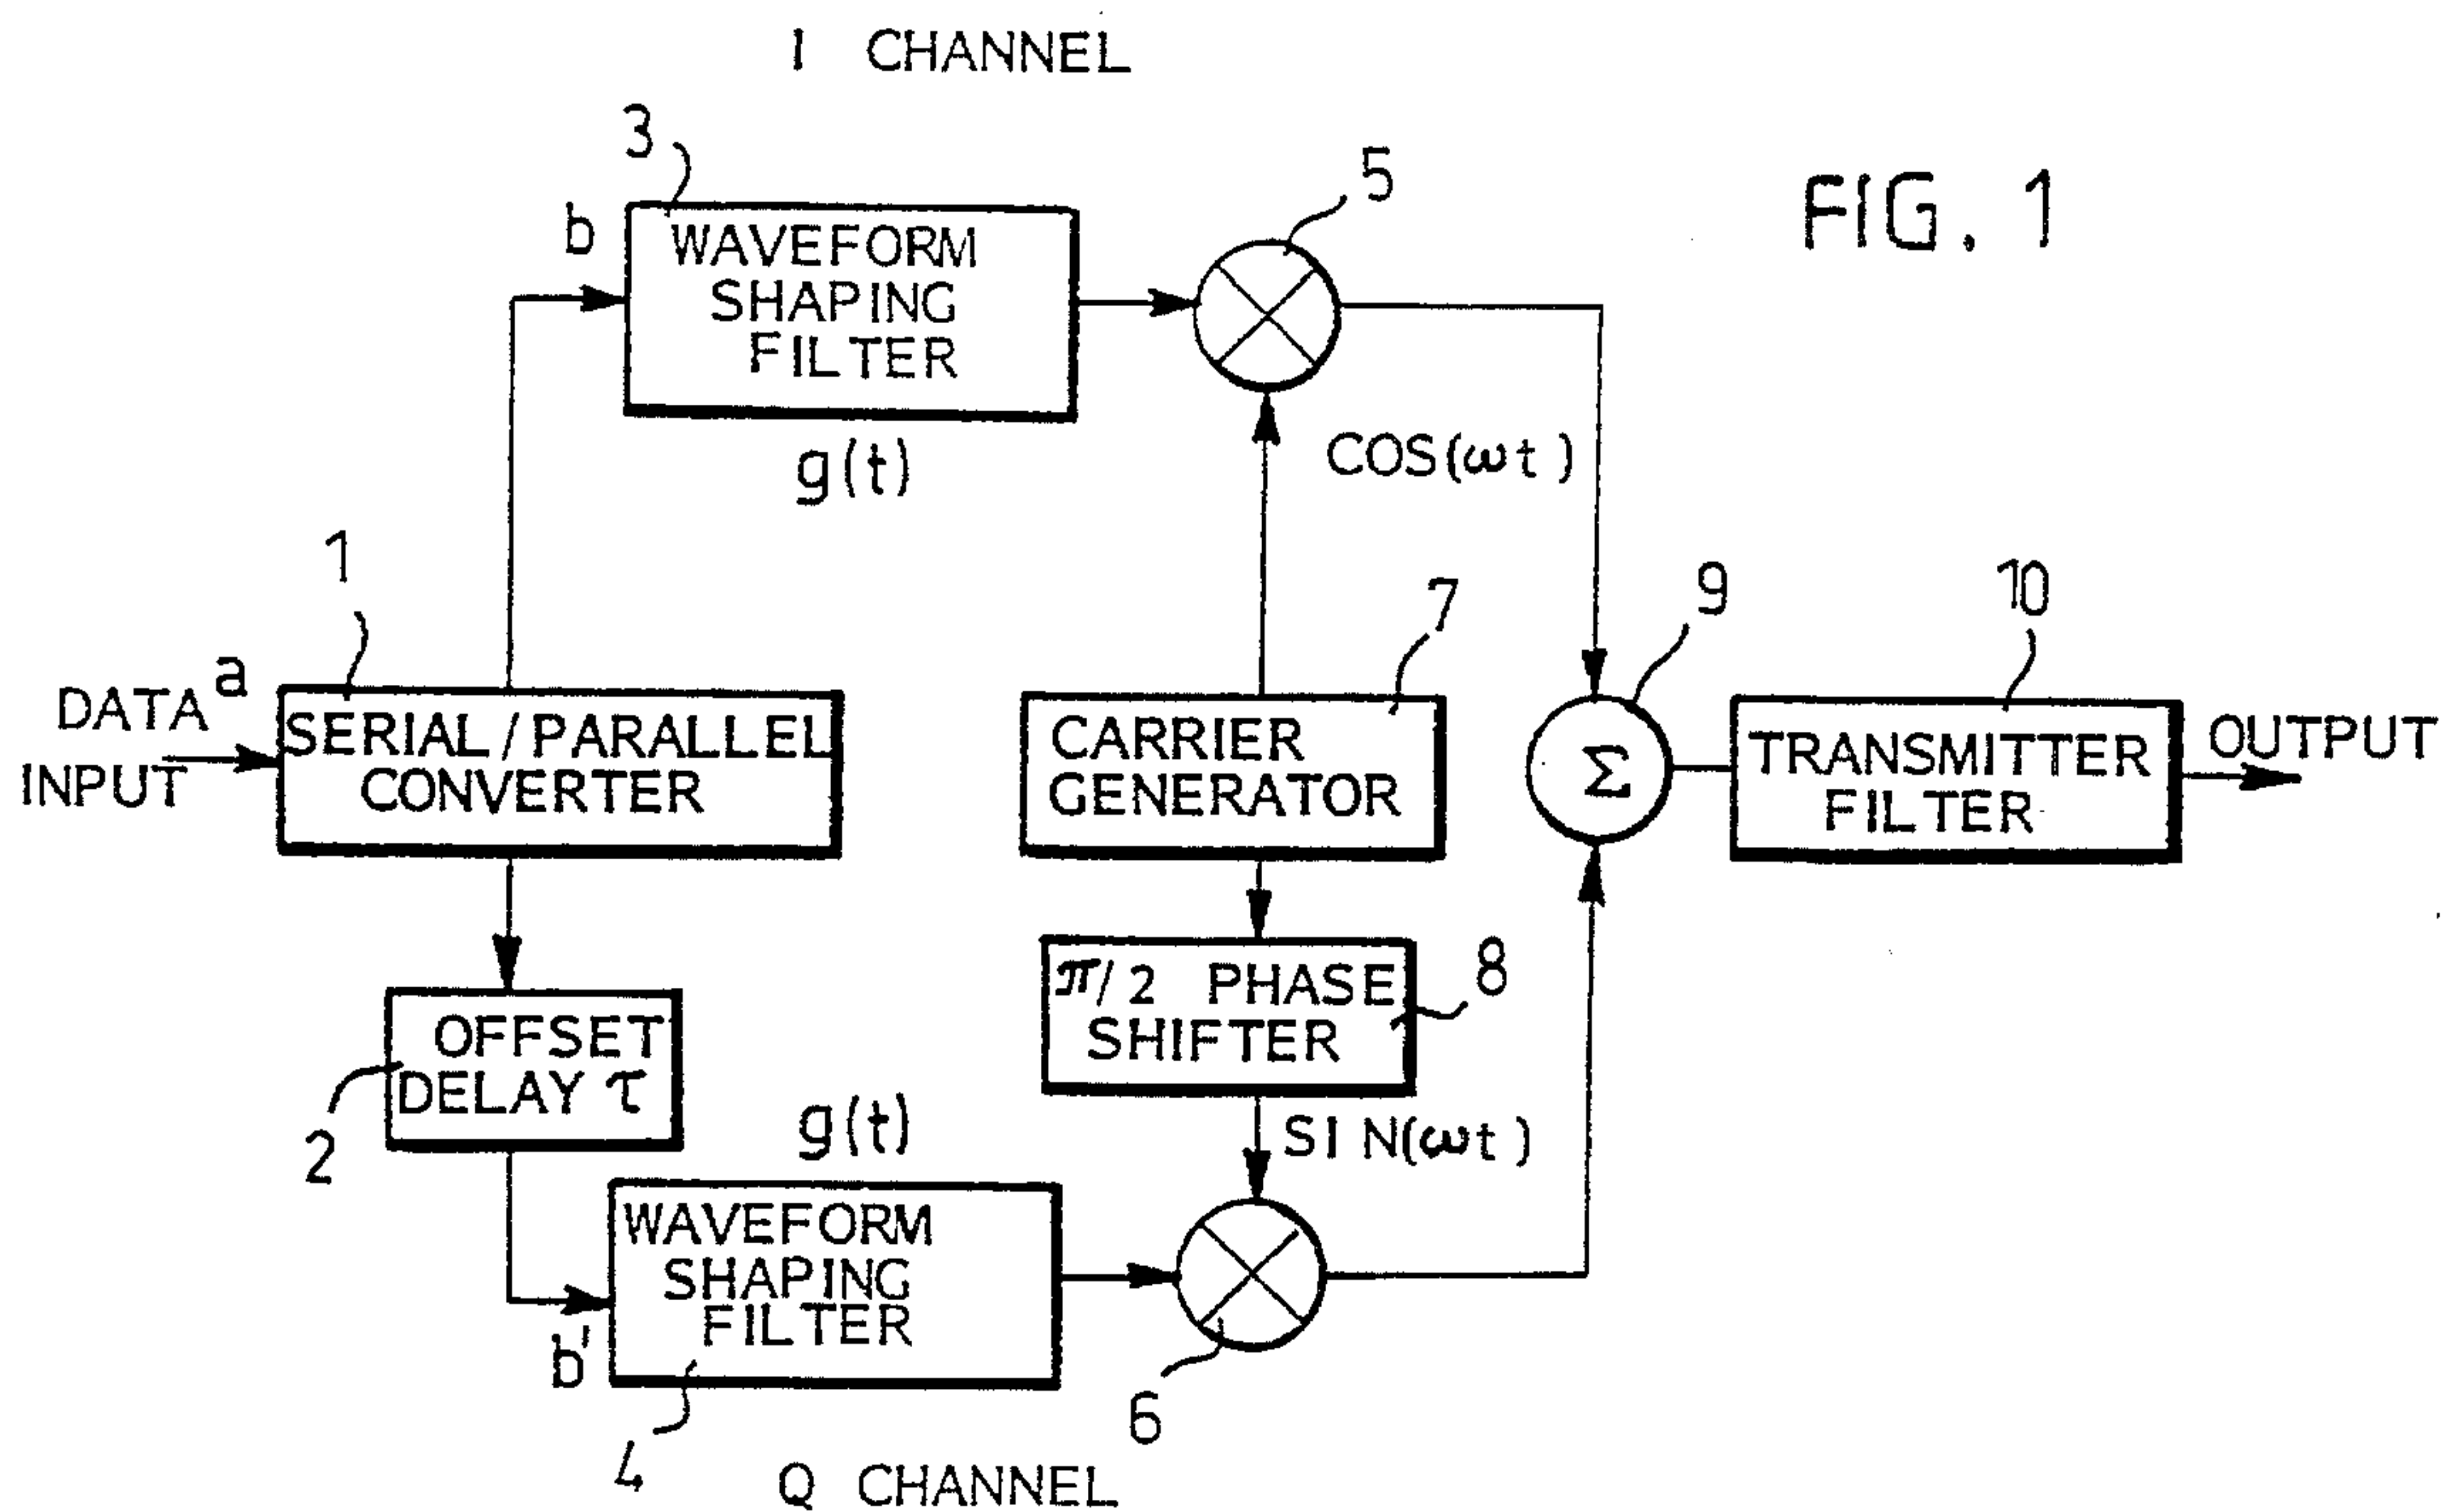 I CHANNEL
FIG. 1
3
5
b
WAVEFORM
SHAPING
FILTER
g(t)
COS(ωt)
1
7
9
10
DATA
a
INPUT
SERIAL/PARALLEL
CONVERTER
CARRIER
GENERATOR
Σ
TRANSMITTER
FILTER
OUTPUT
OFFSET
DELAY τ
2
π/2 PHASE
SHIFTER
8
g(t)
SIN(ωt)
b'
WAVEFORM
SHAPING
FILTER
4
6
Q CHANNEL